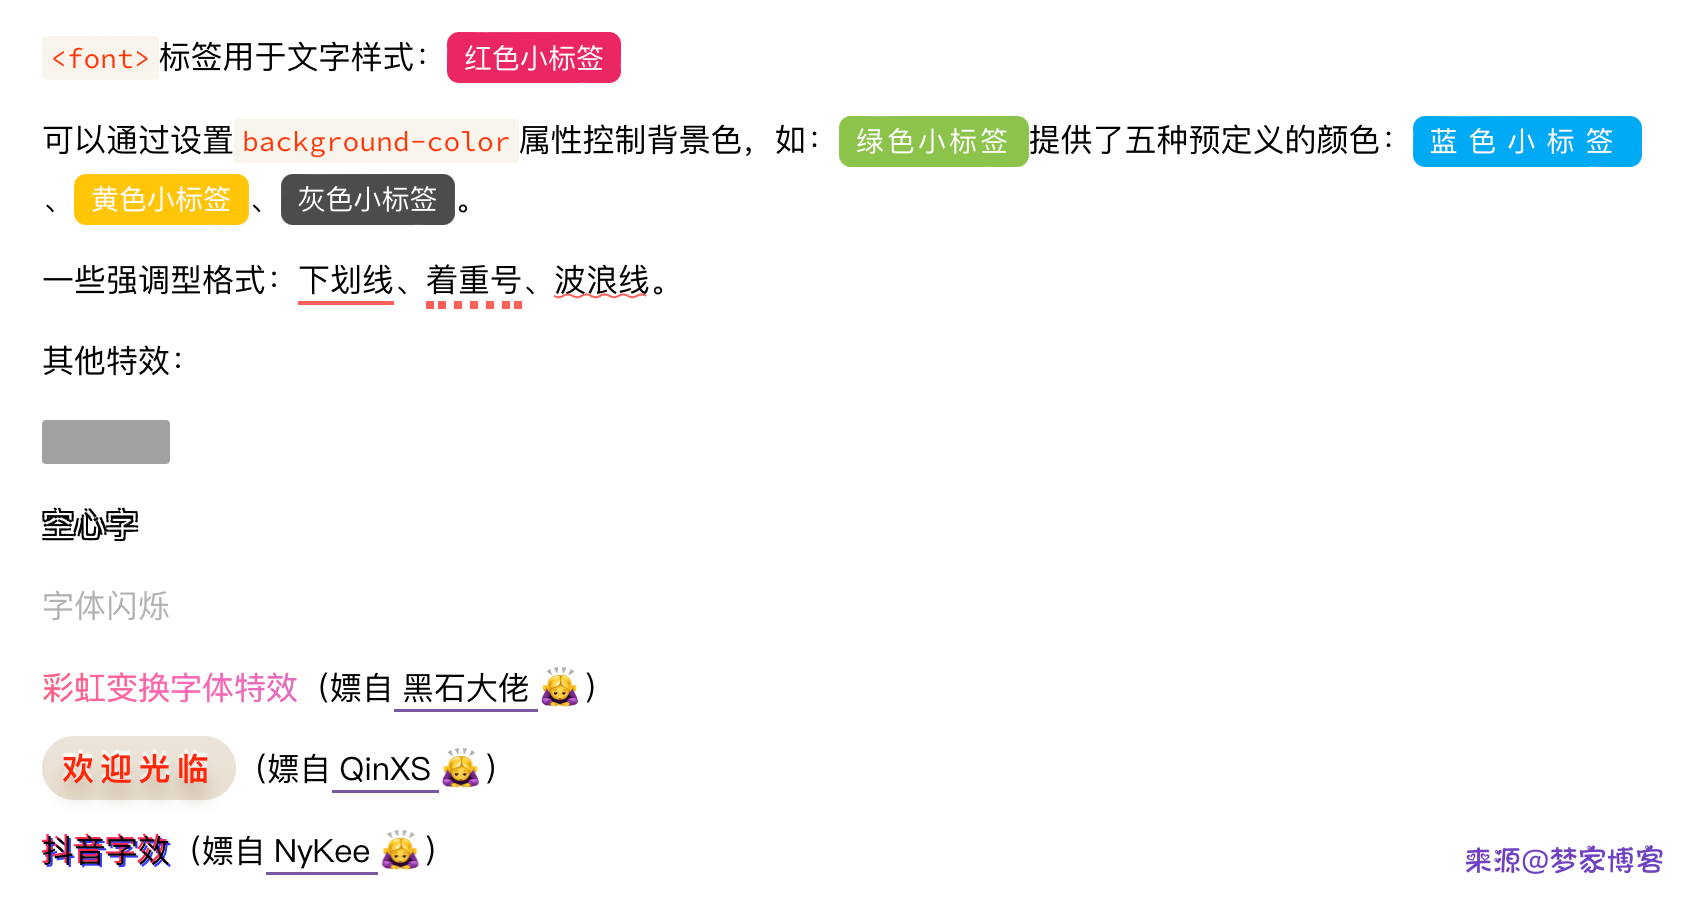 <font>标签用于文字样式：红色小标签
可以通过设置background-color属性控制背景色，如：绿色小标签提供了五种预定义的颜色：蓝色小标签
、黄色小标签、灰色小标签。
一些强调型格式：下划线、着重号、波浪线。
其他特效：
空心字
字体闪烁
彩虹变换字体特效（嫖自 黑石大佬 🙇‍♀️）
欢迎光临（嫖自 QinXS 🙇‍♀️）
抖音字效（嫖自 NyKee 🙇‍♀️）
来源@梦家博客